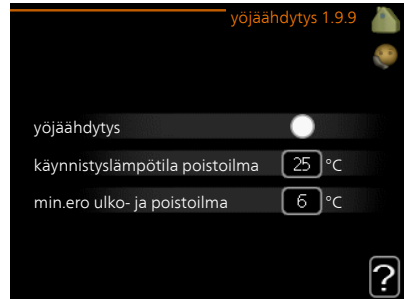 yöjäähdytys 1.9.9
yöjäähdytys
käynnistyslämpötila poistoilma 25 °C
min.ero ulko- ja poistoilma 6 °C
?